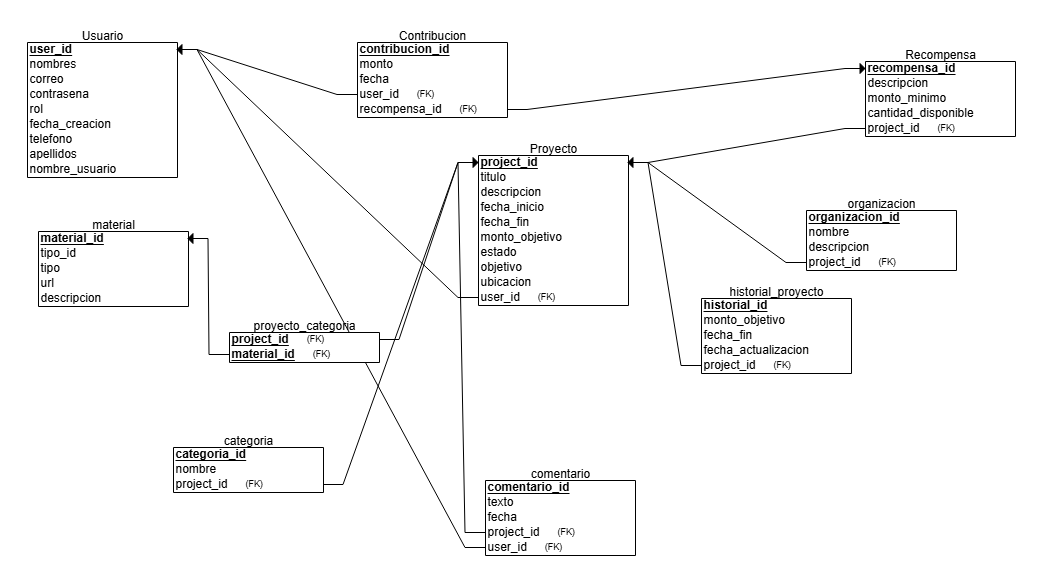 Usuario
user_id
nombres
correo
contrasena
rol
fecha_creacion
telefono
apellidos
nombre_usuario
Contribucion
contribucion_id
monto
fecha
user_id (FK)
recompensa_id (FK)
Recompensa
recompensa_id
descripcion
monto_minimo
cantidad_disponible
project_id (FK)
Proyecto
project_id
titulo
descripcion
fecha_inicio
fecha_fin
monto_objetivo
estado
objetivo
ubicacion
user_id (FK)
material
material_id
tipo_id
tipo
url
descripcion
organizacion
organizacion_id
nombre
descripcion
project_id (FK)
historial_proyecto
historial_id
monto_objetivo
fecha_fin
fecha_actualizacion
project_id (FK)
proyecto_categoria
project_id (FK)
material_id (FK)
categoria
categoria_id
nombre
project_id (FK)
comentario
comentario_id
texto
fecha
project_id (FK)
user_id (FK)